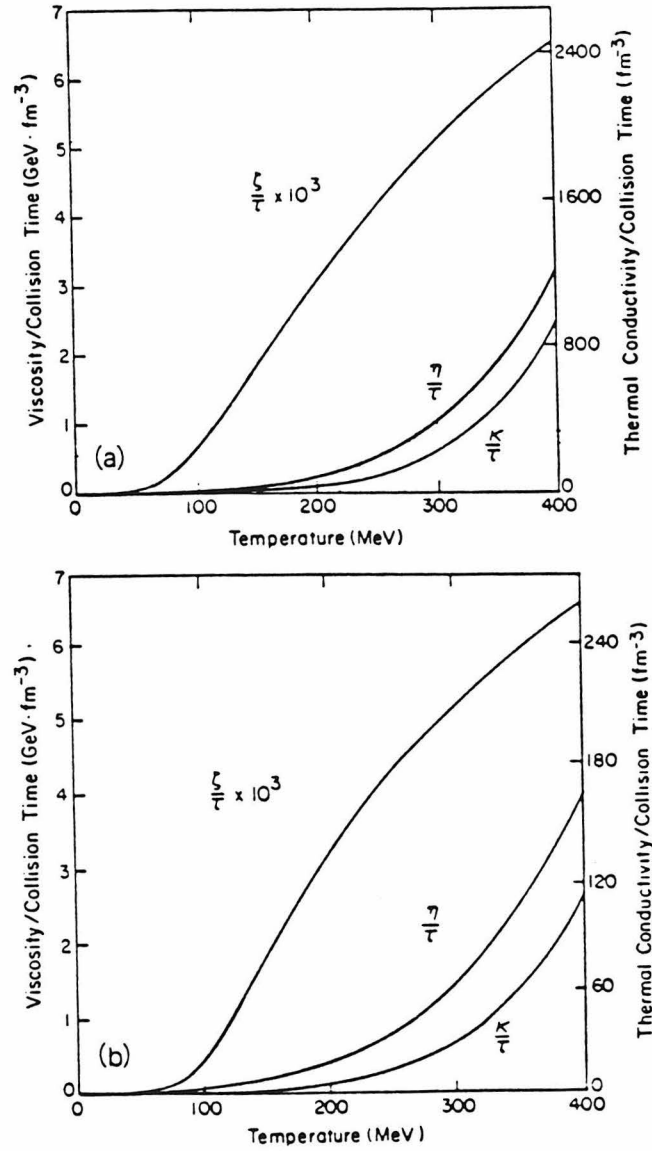 7
6
5
4
3
2
1
0
Viscosity/Collision Time (GeV·fm⁻³)
2400
1600
800
0
Thermal Conductivity/Collision Time (fm⁻³)
ζ/τ × 10³
η/τ
κ/τ
(a)
0 100 200 300 400
Temperature (MeV)
7
6
5
4
3
2
1
0
Viscosity/Collision Time (GeV·fm⁻³).
240
180
120
60
0
Thermal Conductivity/Collision Time (fm⁻³)
ζ/τ × 10³
η/τ
κ/τ
(b)
0 100 200 300 400
Temperature (MeV)